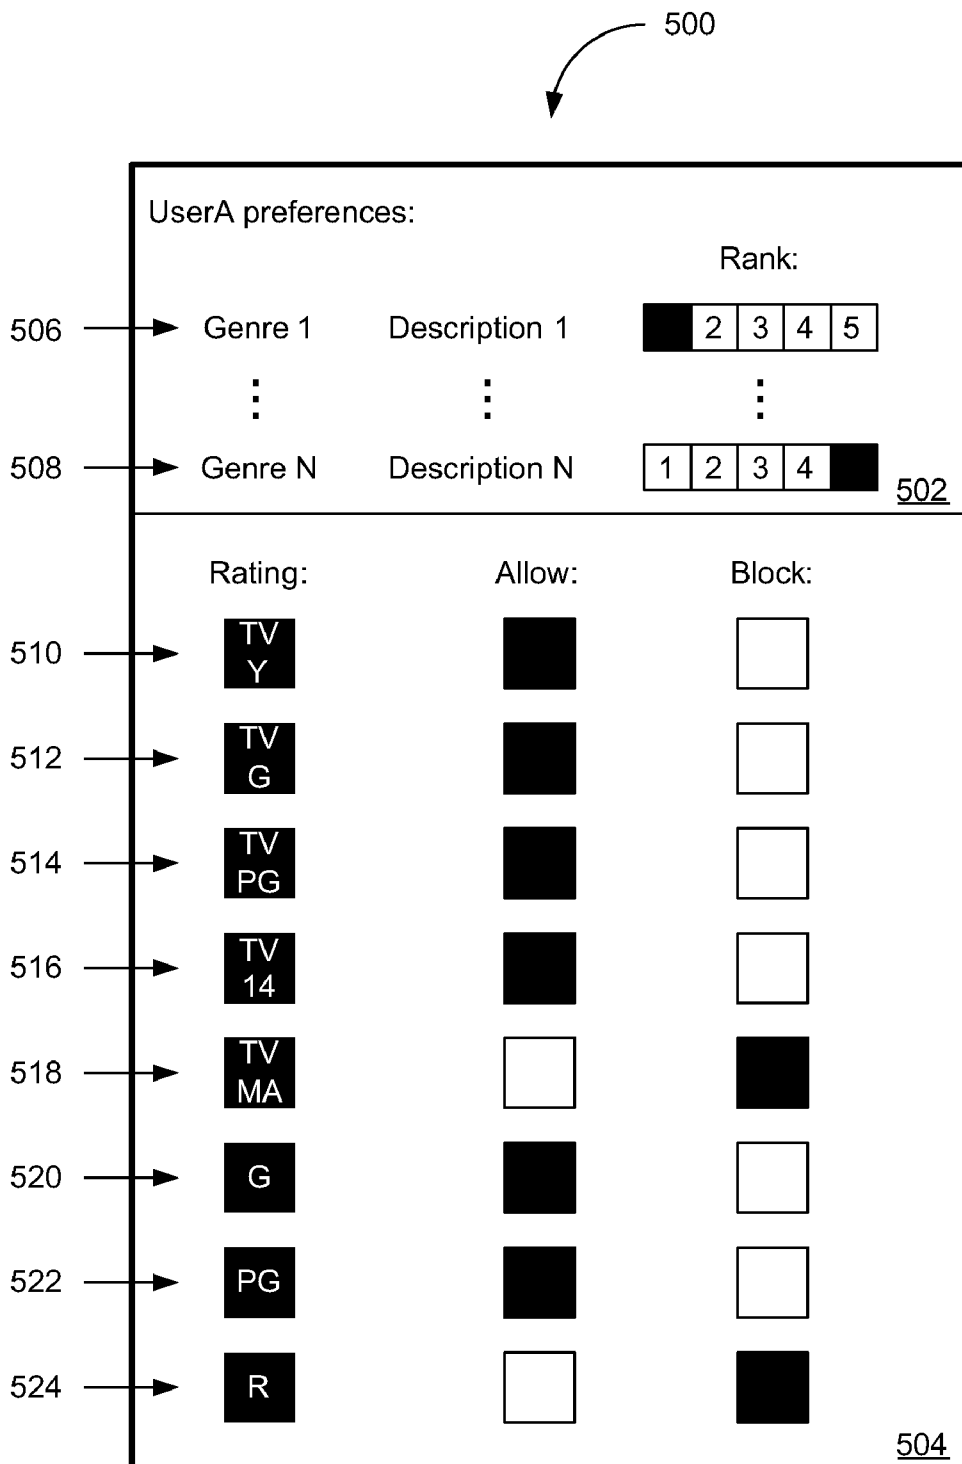 500
UserA preferences:
Rank:
506 Genre 1 Description 1 2 3 4 5
508 Genre N Description N 1 2 3 4
502
Rating: Allow: Block:
510 TV Y
512 TV G
514 TV PG
516 TV 14
518 TV MA
520 G
522 PG
524 R
504